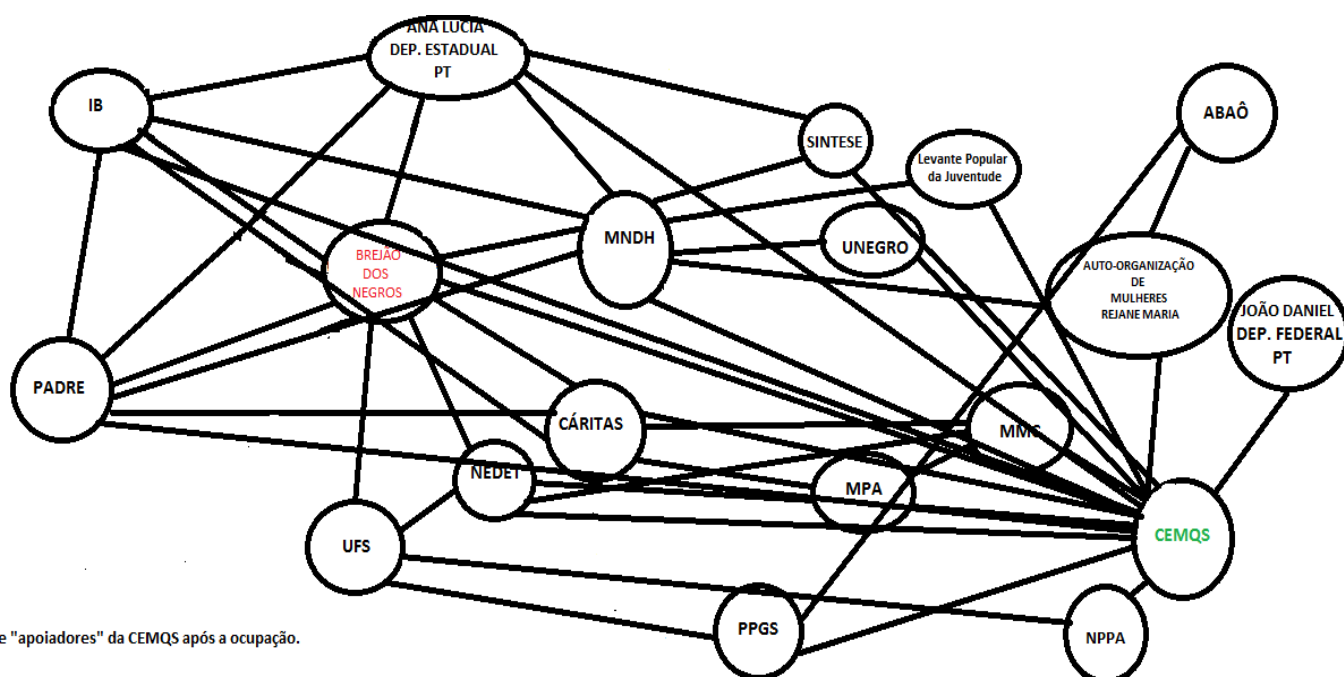 ANA LÚCIA
DEP. ESTADUAL
PT
IB
ABAÔ
SINTESE
Levante Popular
da Juventude
MNDH
UNEGRO
BREJÃO
DOS
NEGROS
AUTO-ORGANIZAÇÃO
DE
MULHERES
REJANE MARIA
JOÃO DANIEL
DEP. FEDERAL
PT
PADRE
CÁRITAS
MMC
NEDET
MPA
UFS
CEMQS
PPGS
NPPA
e "apoiadores" da CEMQS após a ocupação.